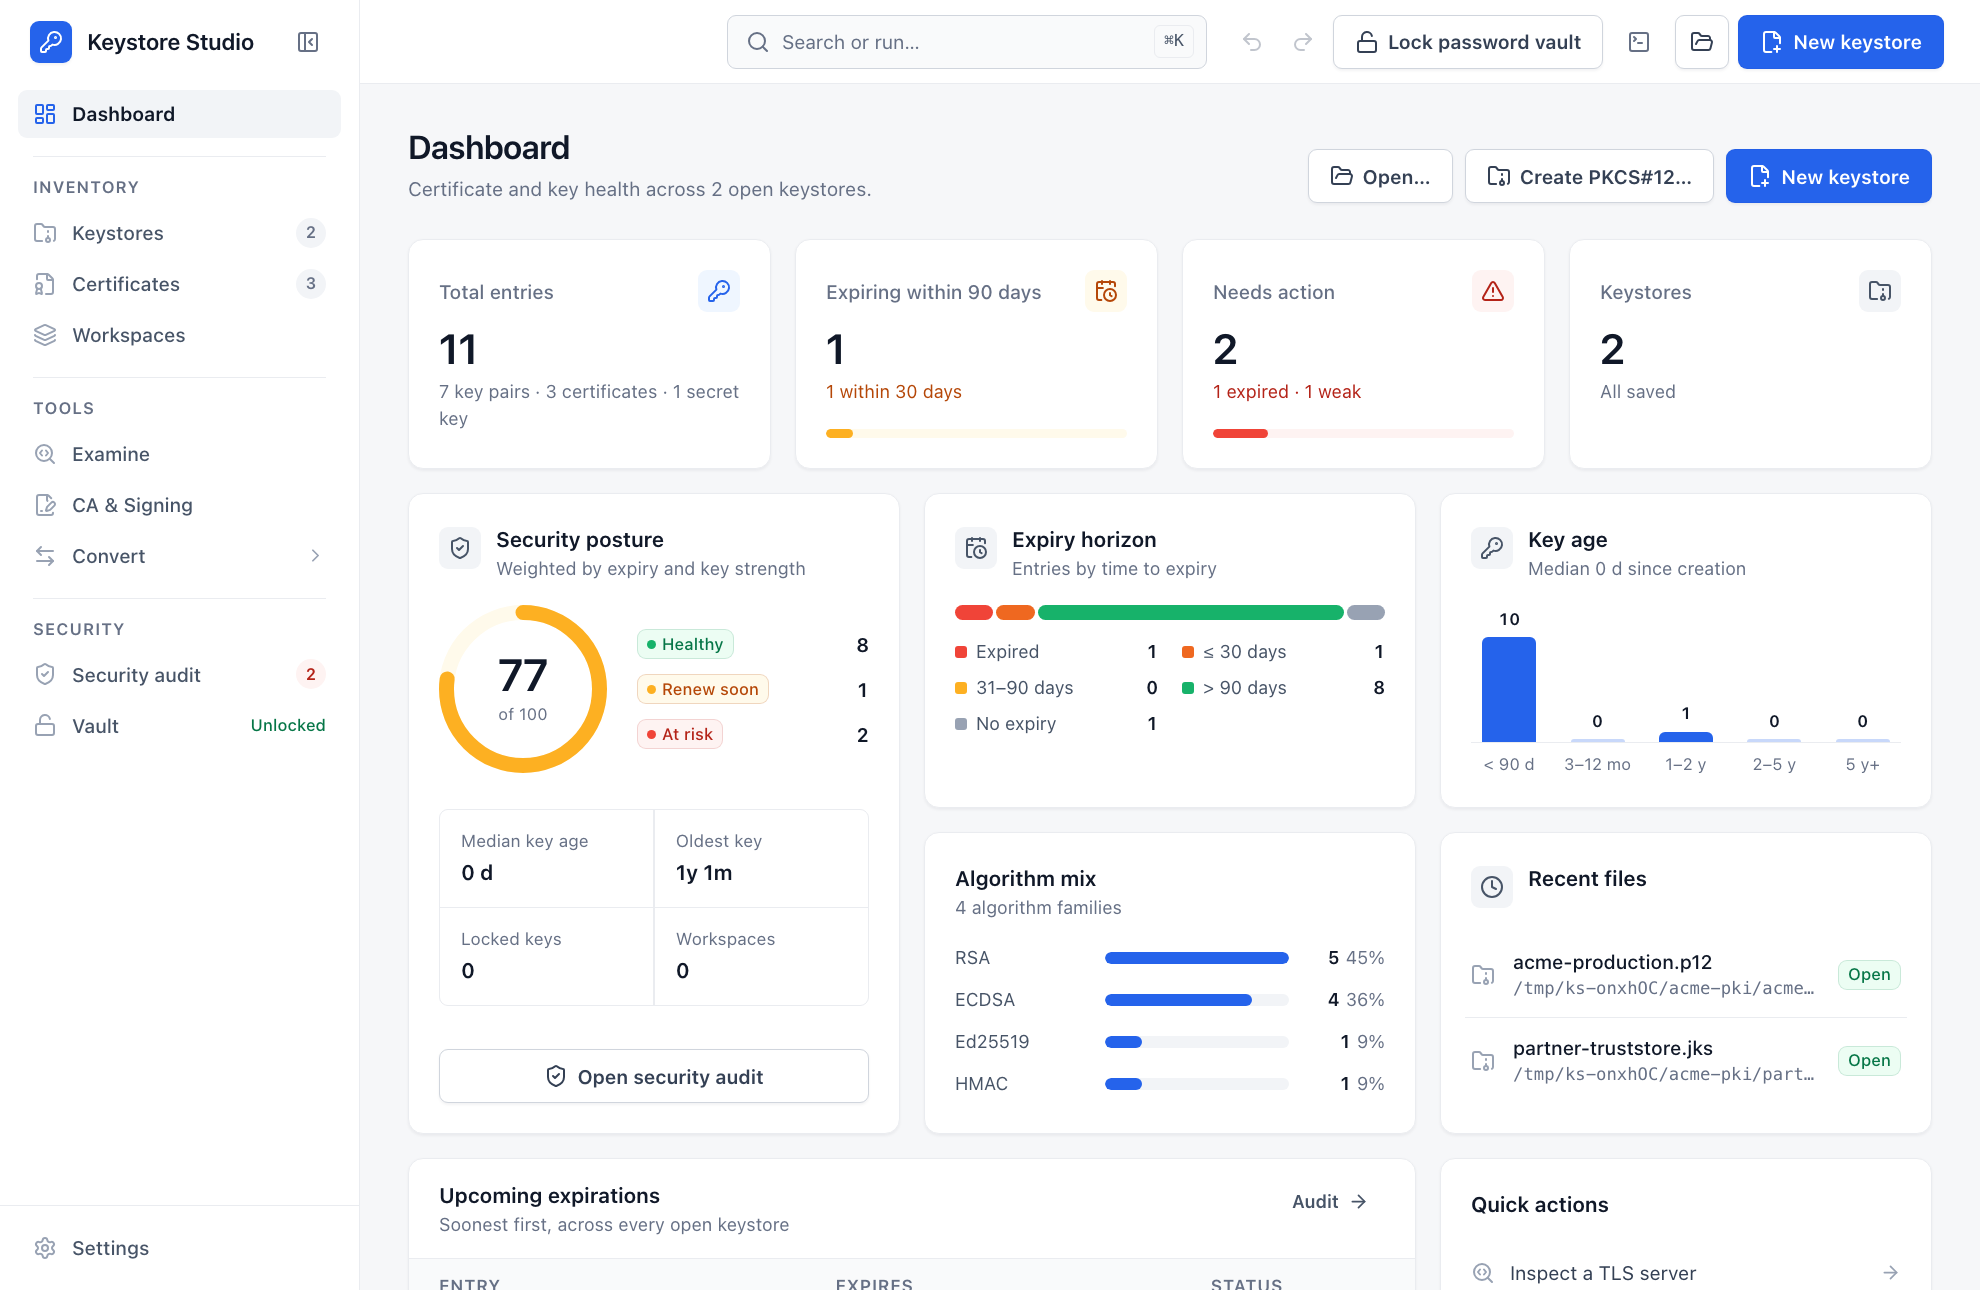 Keystore Studio
Search or run...
⌘K
Lock password vault
New keystore
Dashboard
INVENTORY
Keystores 2
Certificates 3
Workspaces
TOOLS
Examine
CA & Signing
Convert
SECURITY
Security audit 2
Vault Unlocked
Settings
Dashboard
Certificate and key health across 2 open keystores.
Open...
Create PKCS#12...
New keystore
Total entries
11
7 key pairs · 3 certificates · 1 secret
key
Expiring within 90 days
1
1 within 30 days
Needs action
2
1 expired · 1 weak
Keystores
2
All saved
Security posture
Weighted by expiry and key strength
77
of 100
Healthy 8
Renew soon 1
At risk 2
Median key age
0 d
Oldest key
1y 1m
Locked keys
0
Workspaces
0
Open security audit
Expiry horizon
Entries by time to expiry
Expired 1
≤ 30 days 1
31–90 days 0
> 90 days 8
No expiry 1
Key age
Median 0 d since creation
10 0 1 0 0
< 90 d 3–12 mo 1–2 y 2–5 y 5 y+
Algorithm mix
4 algorithm families
RSA 5 45%
ECDSA 4 36%
Ed25519 1 9%
HMAC 1 9%
Recent files
acme-production.p12
/tmp/ks-onxhOC/acme-pki/acme…
Open
partner-truststore.jks
/tmp/ks-onxhOC/acme-pki/part…
Open
Upcoming expirations
Soonest first, across every open keystore
Audit
ENTRY EXPIRES STATUS
Quick actions
Inspect a TLS server